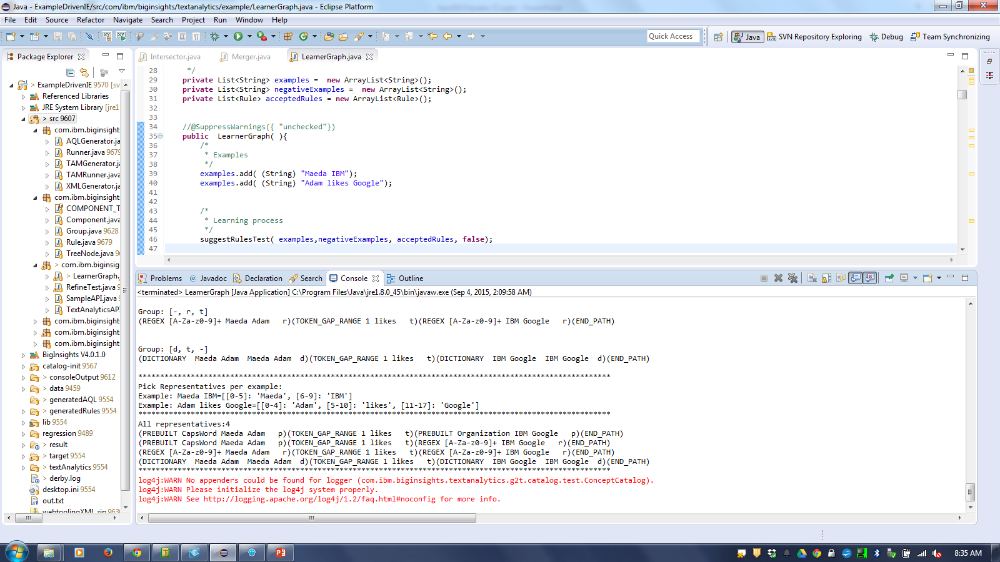 Java - ExampleDrivenIE/src/com/ibm/biginsights/textanalytics/example/LearnerGraph.java - Eclipse Platform
File Edit Source Refactor Navigate Search Project Run Window Help
Quick Access Java SVN Repository Exploring Debug Team Synchronizing
Package Explorer
> ExampleDrivenIE 9570 [sv
Referenced Libraries
JRE System Library [jre1
> src 9607
com.ibm.biginsight
AQLGenerator.ja
Runner.java 9679
TAMGenerator.j
TAMRunner.java
XMLGenerator.ja
com.ibm.biginsight
COMPONENT_T
Component.java
Group.java 9628
Rule.java 9679
TreeNode.java 9
> com.ibm.biginsight
> LearnerGraph.
RefineTest.java 9
SampleAPI.java
TextAnalyticsAP
com.ibm.biginsight
com.ibm.biginsight
com.ibm.biginsight
BigInsights V4.0.1.0
catalog-init 9567
> consoleOutput 9612
> data 9459
generatedAQL 9554
> generatedRules 9554
lib 9554
regression 9489
> result
> target 9554
> textAnalytics 9554
> derby.log
desktop.ini 9554
out.txt
webtoolingXML.zip 963
Intersector.java Merger.java LearnerGraph.java
28 */
29 private List<String> examples =  new ArrayList<String>();
30 private List<String> negativeExamples =  new ArrayList<String>();
31 private List<Rule> acceptedRules = new ArrayList<Rule>();
32
33
34 //@SuppressWarnings({ "unchecked"})
35 public  LearnerGraph( ){
36 /*
37 * Examples
38 */
39 examples.add( (String) "Maeda IBM");
40 examples.add( (String) "Adam likes Google");
41
42
43 /*
44 * Learning process
45 */
46 suggestRulesTest( examples,negativeExamples, acceptedRules, false);
47
Problems @ Javadoc Declaration Search Console Outline
<terminated> LearnerGraph [Java Application] C:\Program Files\Java\jre1.8.0_45\bin\javaw.exe (Sep 4, 2015, 2:09:58 AM)
Group: [-, r, t]
(REGEX [A-Za-z0-9]+ Maeda Adam   r)(TOKEN_GAP_RANGE 1 likes   t)(REGEX [A-Za-z0-9]+ IBM Google   r)(END_PATH)
Group: [d, t, -]
(DICTIONARY  Maeda Adam  Maeda Adam  d)(TOKEN_GAP_RANGE 1 likes   t)(DICTIONARY  IBM Google  IBM Google  d)(END_PATH)
************************************************************************************************************
Pick Representatives per example:
Example: Maeda IBM=[[0-5]: 'Maeda', [6-9]: 'IBM']
Example: Adam likes Google=[[0-4]: 'Adam', [5-10]: 'likes', [11-17]: 'Google']
************************************************************************************************************
All representatives:4
(PREBUILT CapsWord Maeda Adam   p)(TOKEN_GAP_RANGE 1 likes   t)(PREBUILT Organization IBM Google   p)(END_PATH)
(PREBUILT CapsWord Maeda Adam   p)(TOKEN_GAP_RANGE 1 likes   t)(REGEX [A-Za-z0-9]+ IBM Google   r)(END_PATH)
(REGEX [A-Za-z0-9]+ Maeda Adam   r)(TOKEN_GAP_RANGE 1 likes   t)(REGEX [A-Za-z0-9]+ IBM Google   r)(END_PATH)
(DICTIONARY  Maeda Adam  Maeda Adam  d)(TOKEN_GAP_RANGE 1 likes   t)(DICTIONARY  IBM Google  IBM Google  d)(END_PATH)
************************************************************************************************************
log4j:WARN No appenders could be found for logger (com.ibm.biginsights.textanalytics.g2t.catalog.test.ConceptCatalog).
log4j:WARN Please initialize the log4j system properly.
log4j:WARN See http://logging.apache.org/log4j/1.2/faq.html#noconfig for more info.
8:35 AM